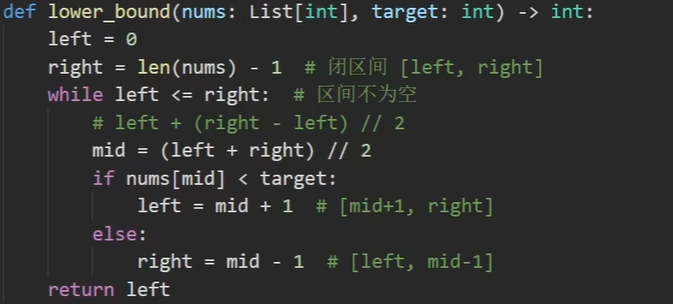 def lower_bound(nums: List[int], target: int) -> int:
    left = 0
    right = len(nums) - 1  # 闭区间 [left, right]
    while left <= right:  # 区间不为空
        # left + (right - left) // 2
        mid = (left + right) // 2
        if nums[mid] < target:
            left = mid + 1  # [mid+1, right]
        else:
            right = mid - 1  # [left, mid-1]
    return left